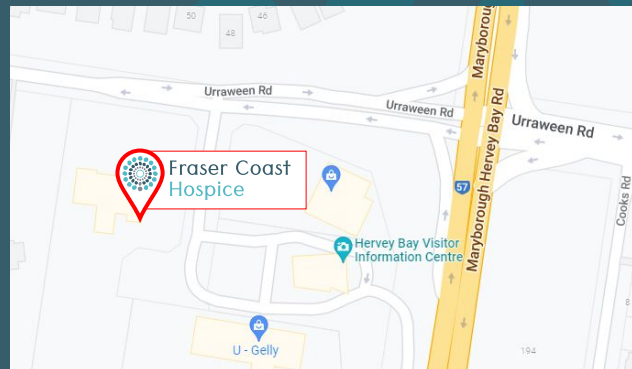 50
46
48
Maryborough
Urraween Rd
Urraween Rd
Urraween Rd
Maryborough Hervey Bay Rd
Fraser Coast
Hospice
57
Cooks Rd
Hervey Bay Visitor
Information Centre
U - Gelly
194